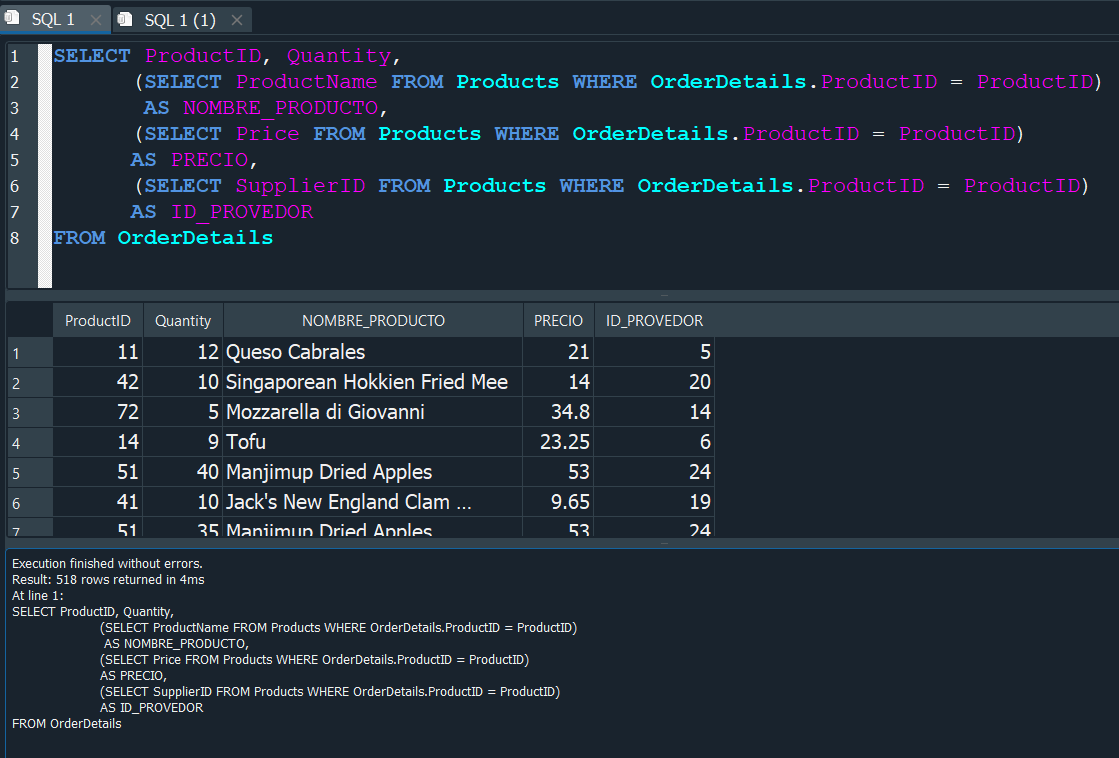 SQL 1
SQL 1 (1)
1 SELECT ProductID, Quantity,
2 (SELECT ProductName FROM Products WHERE OrderDetails.ProductID = ProductID)
3 AS NOMBRE_PRODUCTO,
4 (SELECT Price FROM Products WHERE OrderDetails.ProductID = ProductID)
5 AS PRECIO,
6 (SELECT SupplierID FROM Products WHERE OrderDetails.ProductID = ProductID)
7 AS ID_PROVEDOR
8 FROM OrderDetails
ProductID Quantity NOMBRE_PRODUCTO PRECIO ID_PROVEDOR
1 11 12 Queso Cabrales 21 5
2 42 10 Singaporean Hokkien Fried Mee 14 20
3 72 5 Mozzarella di Giovanni 34.8 14
4 14 9 Tofu 23.25 6
5 51 40 Manjimup Dried Apples 53 24
6 41 10 Jack's New England Clam ... 9.65 19
7 51 35 Manjimup Dried Apples 53 24
Execution finished without errors.
Result: 518 rows returned in 4ms
At line 1:
SELECT ProductID, Quantity,
(SELECT ProductName FROM Products WHERE OrderDetails.ProductID = ProductID)
AS NOMBRE_PRODUCTO,
(SELECT Price FROM Products WHERE OrderDetails.ProductID = ProductID)
AS PRECIO,
(SELECT SupplierID FROM Products WHERE OrderDetails.ProductID = ProductID)
AS ID_PROVEDOR
FROM OrderDetails